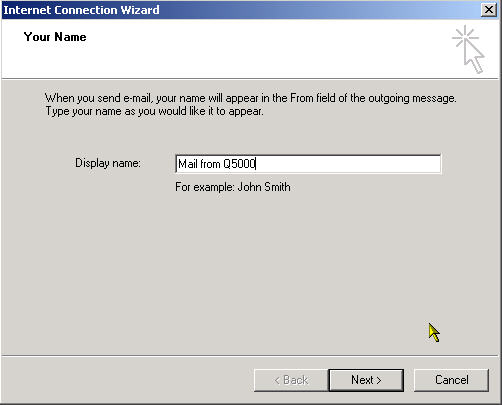 Internet Connection Wizard
Your Name
When you send e-mail, your name will appear in the From field of the outgoing message.
Type your name as you would like it to appear.
Display name:
Mail from Q5000
For example: John Smith
< Back
Next >
Cancel